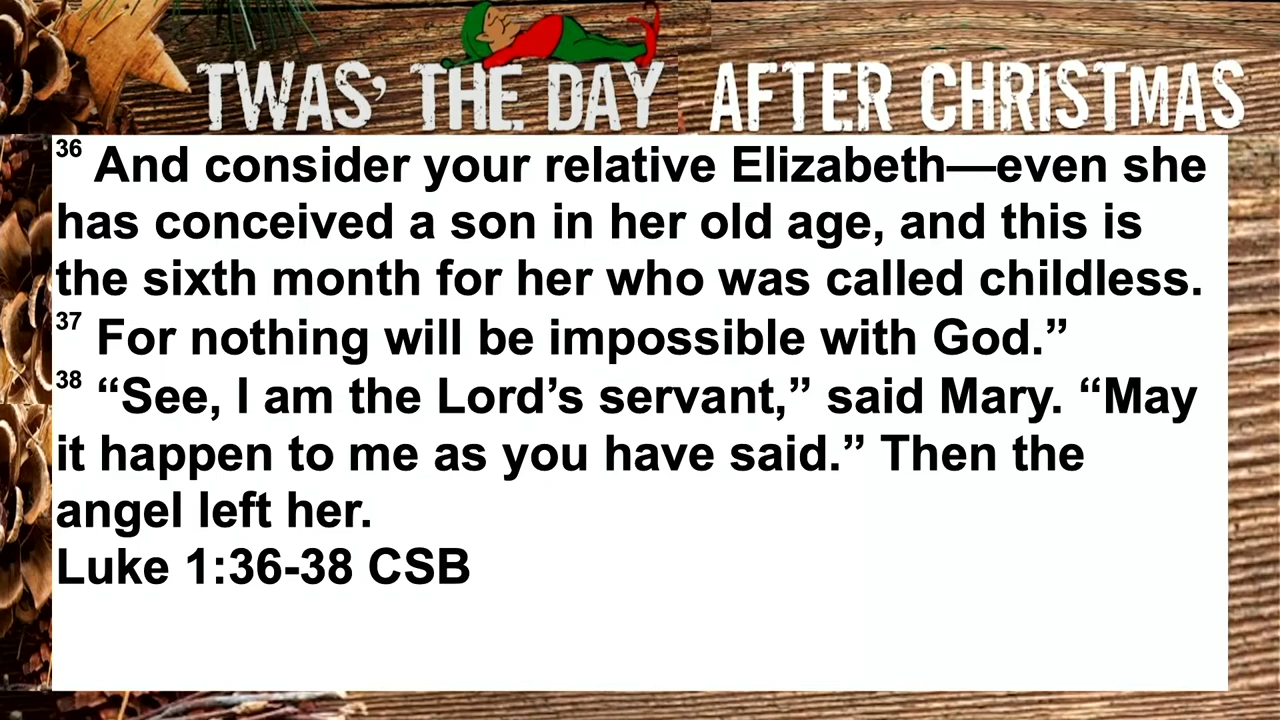 TWAS’ THE DAY AFTER CHRISTMAS
36 And consider your relative Elizabeth—even she
has conceived a son in her old age, and this is
the sixth month for her who was called childless.
37 For nothing will be impossible with God.”
38 “See, I am the Lord’s servant,” said Mary. “May
it happen to me as you have said.” Then the
angel left her.
Luke 1:36-38 CSB